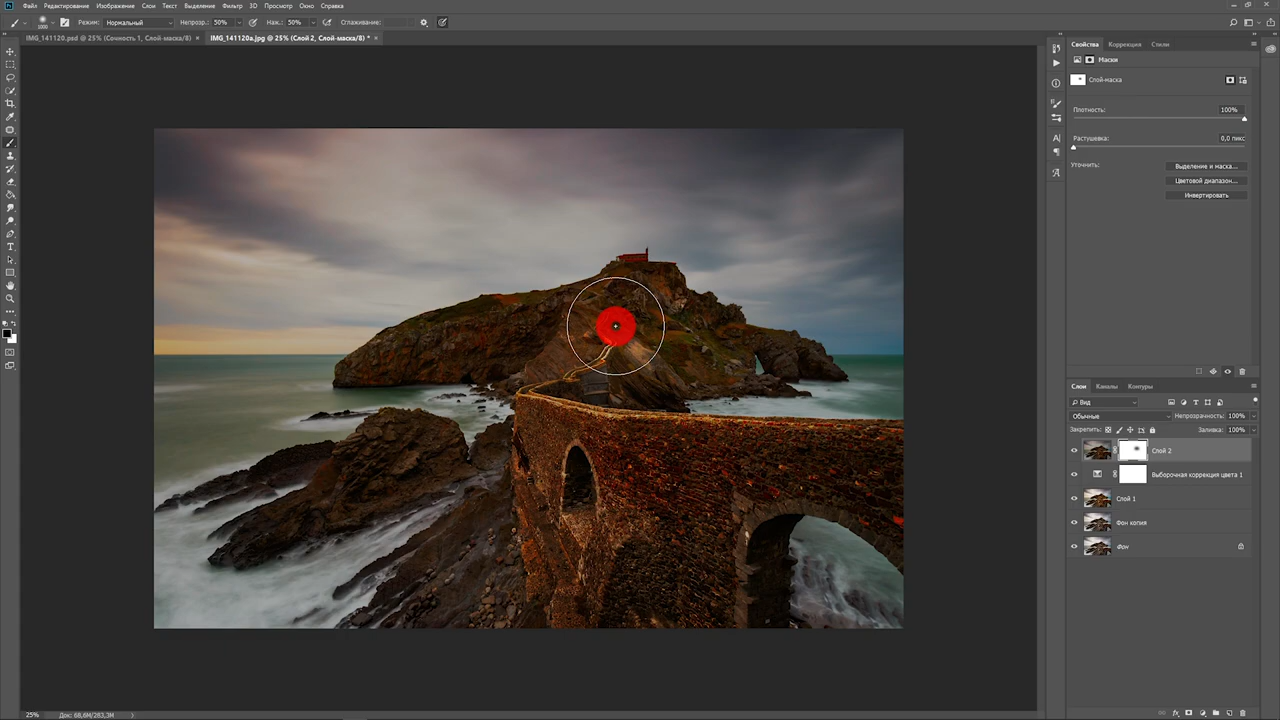 Файл Редактирование Изображение Слои Текст Выделение Фильтр 3D Просмотр Окно Справка
1000 Режим: Нормальный Непрозр.: 50% Наж.: 50% Сглаживание:
IMG_141120.psd @ 25% (Сочность 1, Слой-маска/8) × IMG_141120a.jpg @ 25% (Слой 2, Слой-маска/8) * ×
Свойства Коррекция Стили
Маски
Слой-маска
Плотность: 100%
Растушевка: 0,0 пикс
Уточнить: Выделение и маска...
Цветовой диапазон...
Инвертировать
Слои Каналы Контуры
Вид
Обычные Непрозрачность: 100%
Закрепить: Заливка: 100%
Слой 2
Выборочная коррекция цвета 1
Слой 1
Фон копия
Фон
25% Док: 68,6M/283,3M